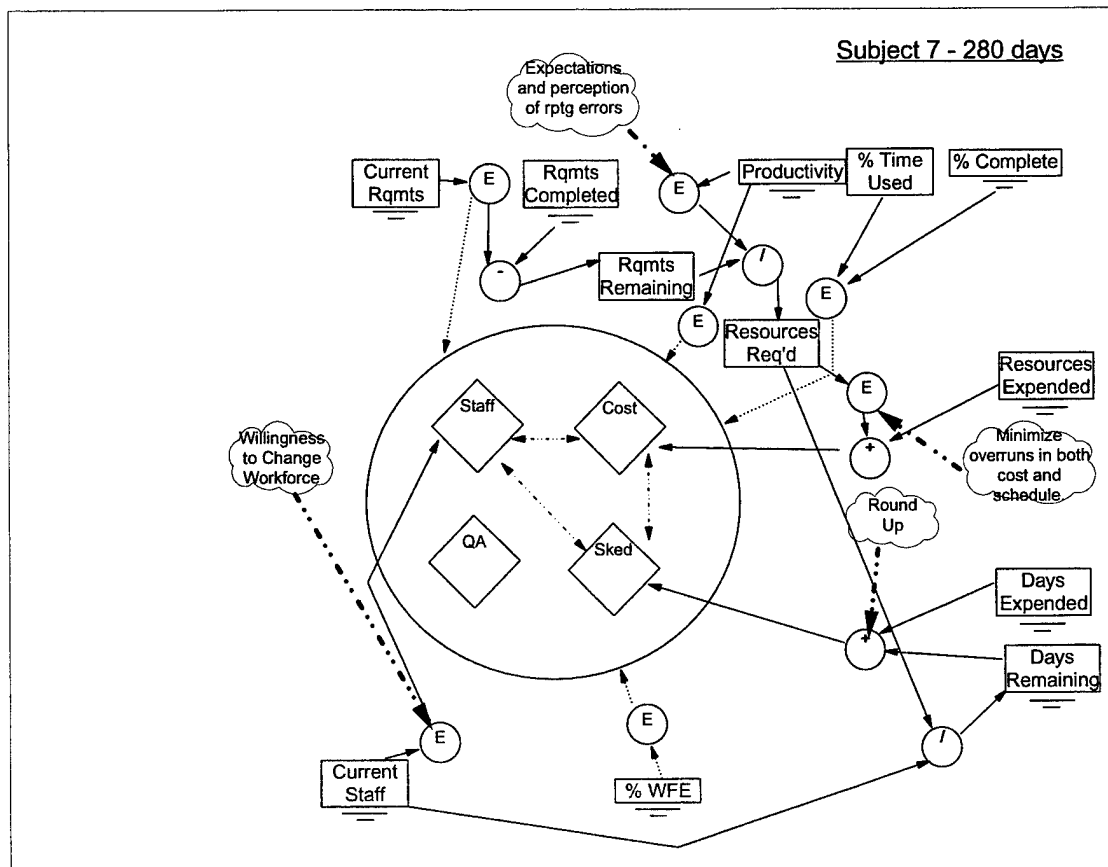 Subject 7 - 280 days
Expectations
and perception
of rptg errors
Current
Rqmts
E
Rqmts
Completed
E
Productivity
% Time
Used
% Complete
-
Rqmts
Remaining
/
E
E
Resources
Req'd
Resources
Expended
E
Staff
Cost
Willingness
to Change
Workforce
+
Minimize
overruns in both
cost and
schedule
Round
Up
QA
Sked
Days
Expended
+
Days
Remaining
E
E
/
Current
Staff
% WFE